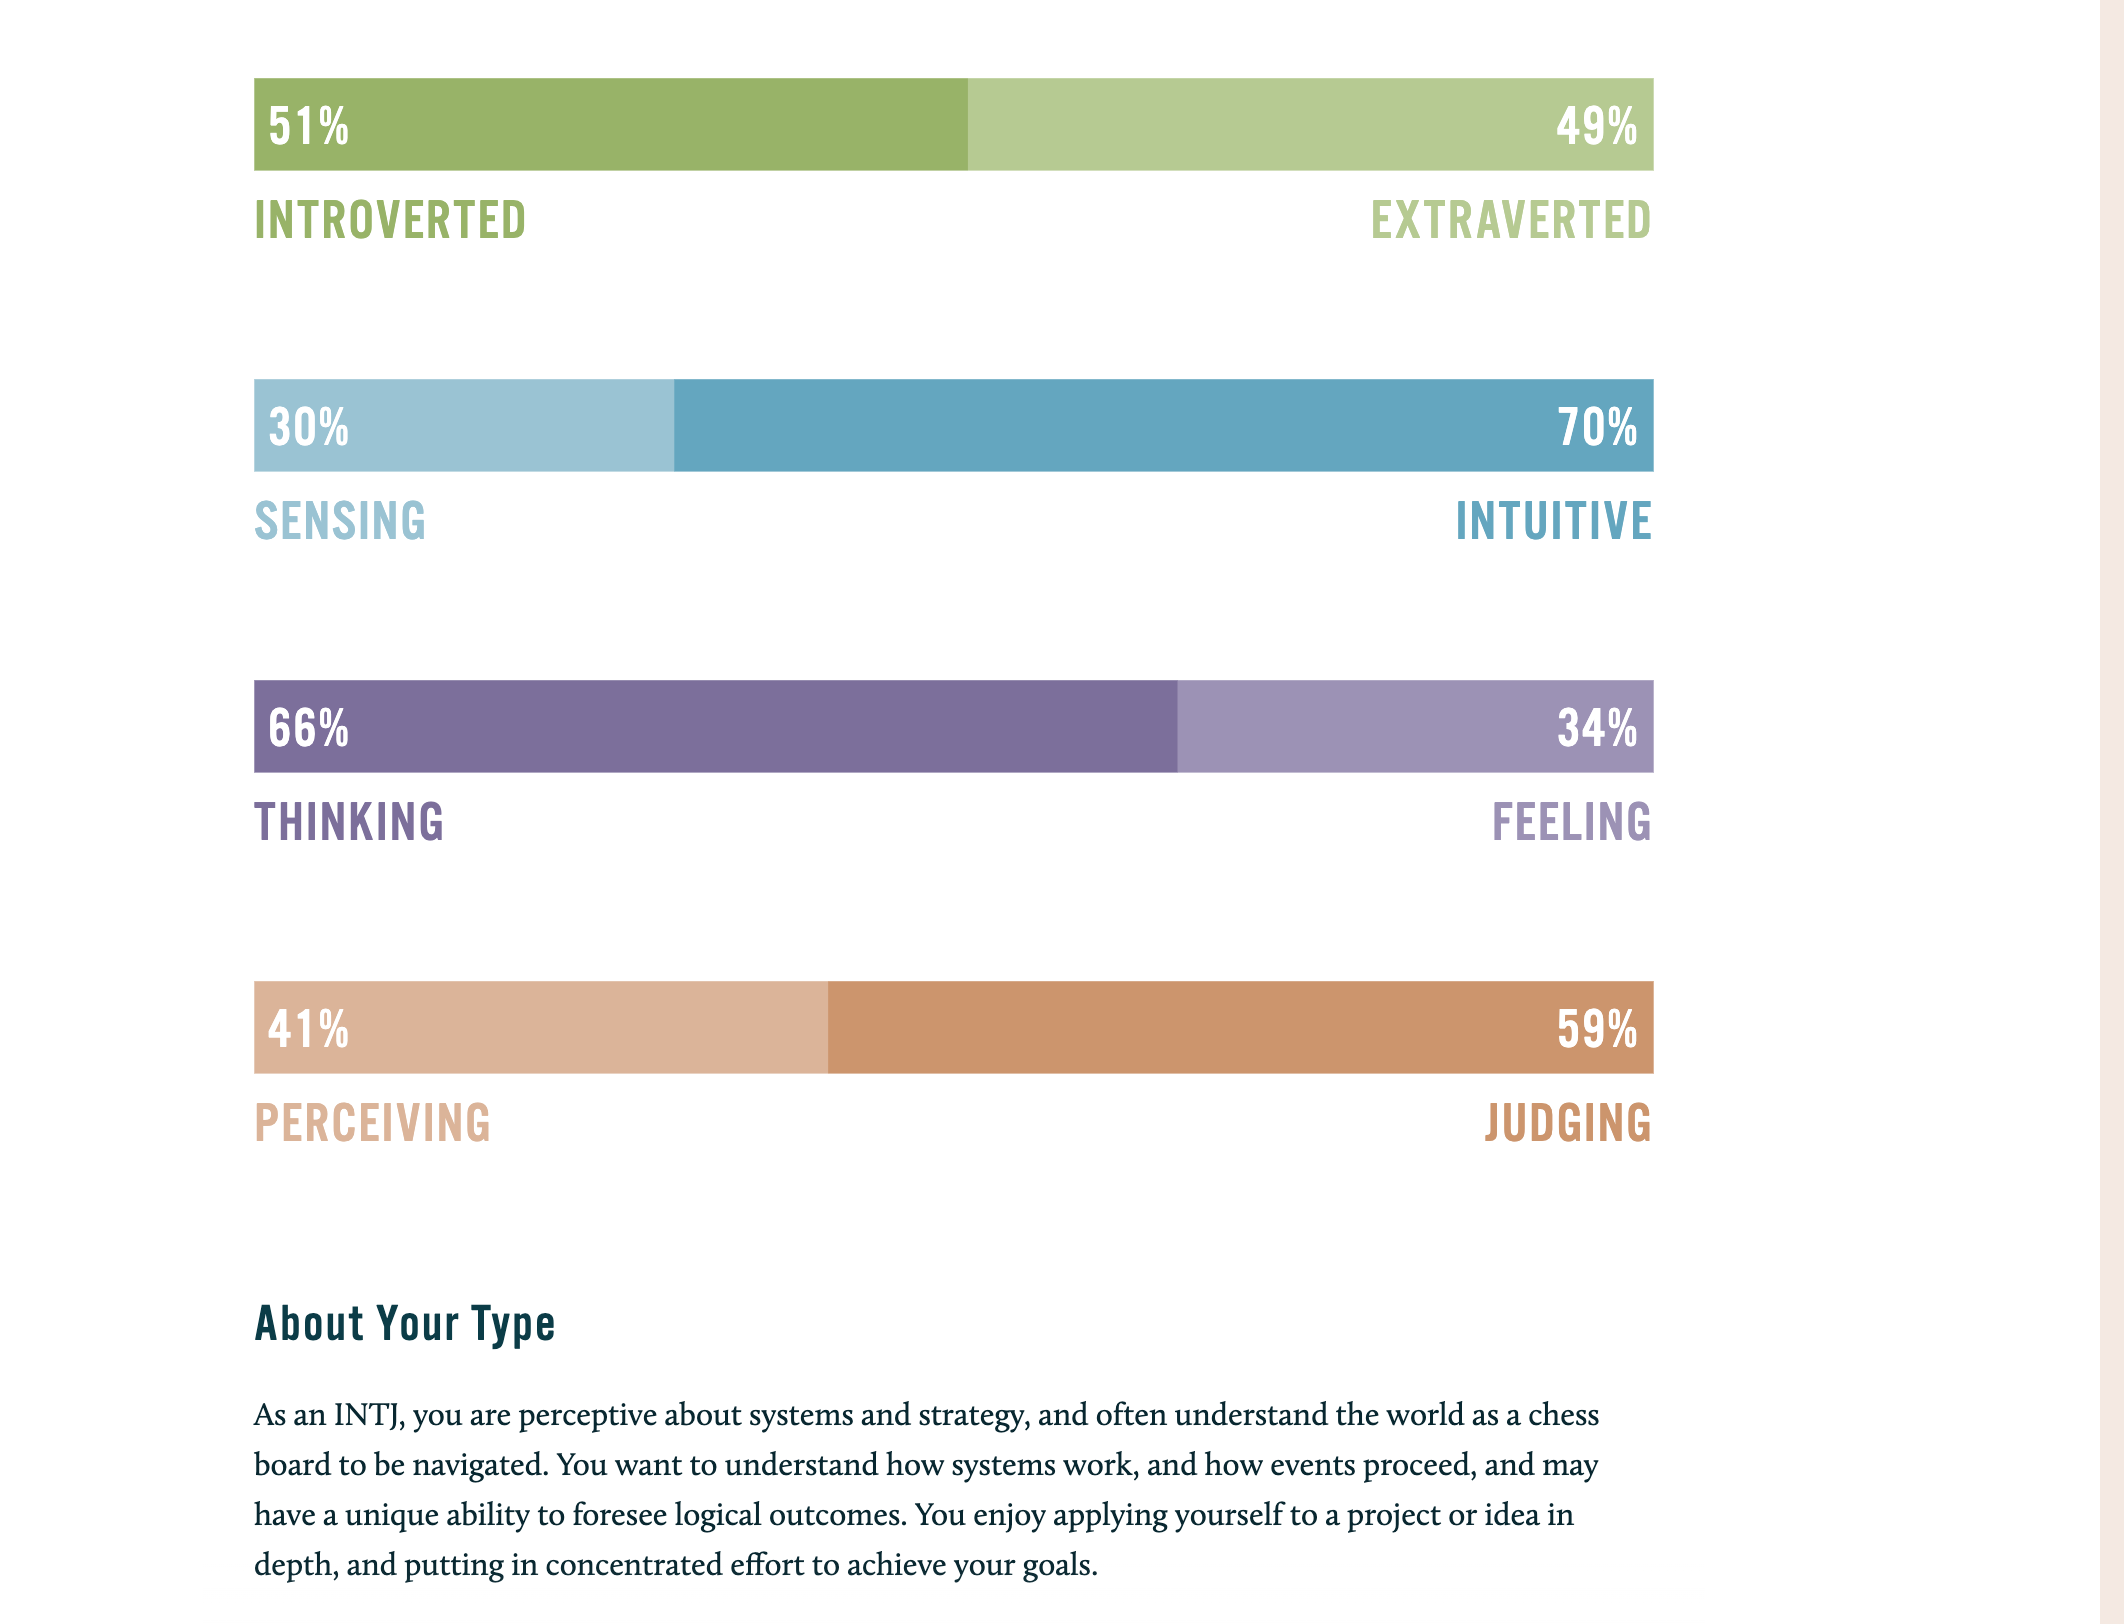 51% 49%
INTROVERTED EXTRAVERTED
30% 70%
SENSING INTUITIVE
66% 34%
THINKING FEELING
41% 59%
PERCEIVING JUDGING
About Your Type
As an INTJ, you are perceptive about systems and strategy, and often understand the world as a chess
board to be navigated. You want to understand how systems work, and how events proceed, and may
have a unique ability to foresee logical outcomes. You enjoy applying yourself to a project or idea in
depth, and putting in concentrated effort to achieve your goals.